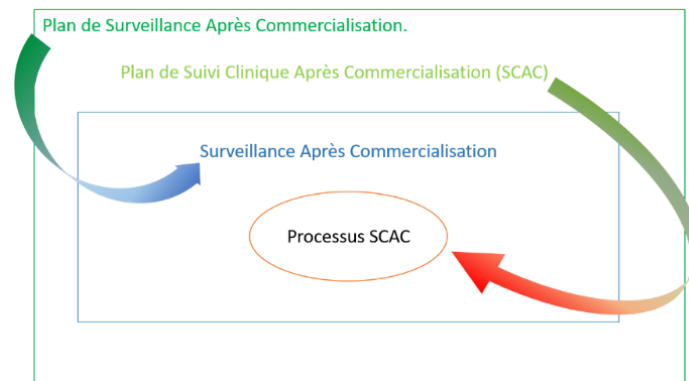 Plan de Surveillance Après Commercialisation.
Plan de Suivi Clinique Après Commercialisation (SCAC)
Surveillance Après Commercialisation
Processus SCAC